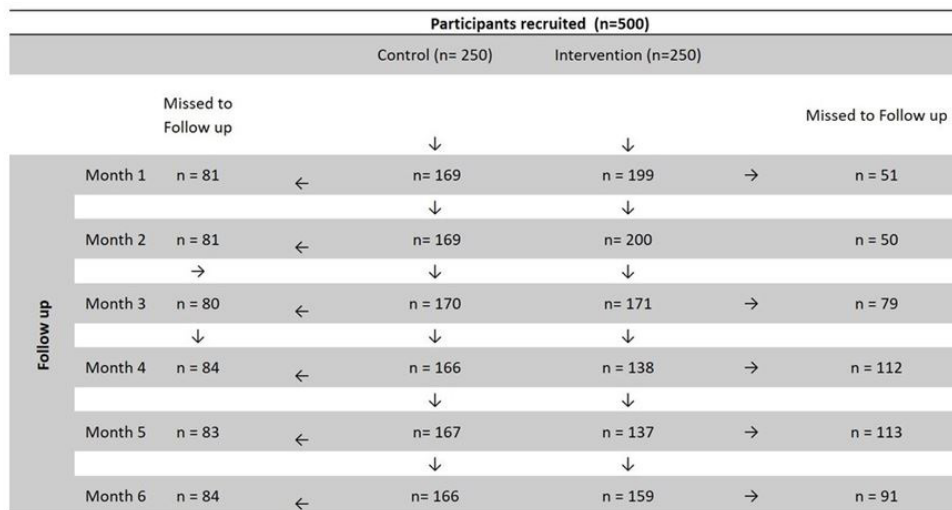 Participants recruited (n=500)
Control (n= 250) Intervention (n=250)
Missed to
Follow up
Missed to Follow up
↓ ↓
Follow up
Month 1 n = 81 ← n= 169 n = 199 → n = 51
↓ ↓
Month 2 n = 81 ← n= 169 n= 200 n = 50
→ ↓ ↓
Month 3 n = 80 ← n = 170 n= 171 → n = 79
↓ ↓ ↓
Month 4 n = 84 ← n = 166 n = 138 → n = 112
↓ ↓
Month 5 n = 83 ← n= 167 n = 137 → n = 113
↓ ↓
Month 6 n = 84 ← n= 166 n = 159 → n = 91